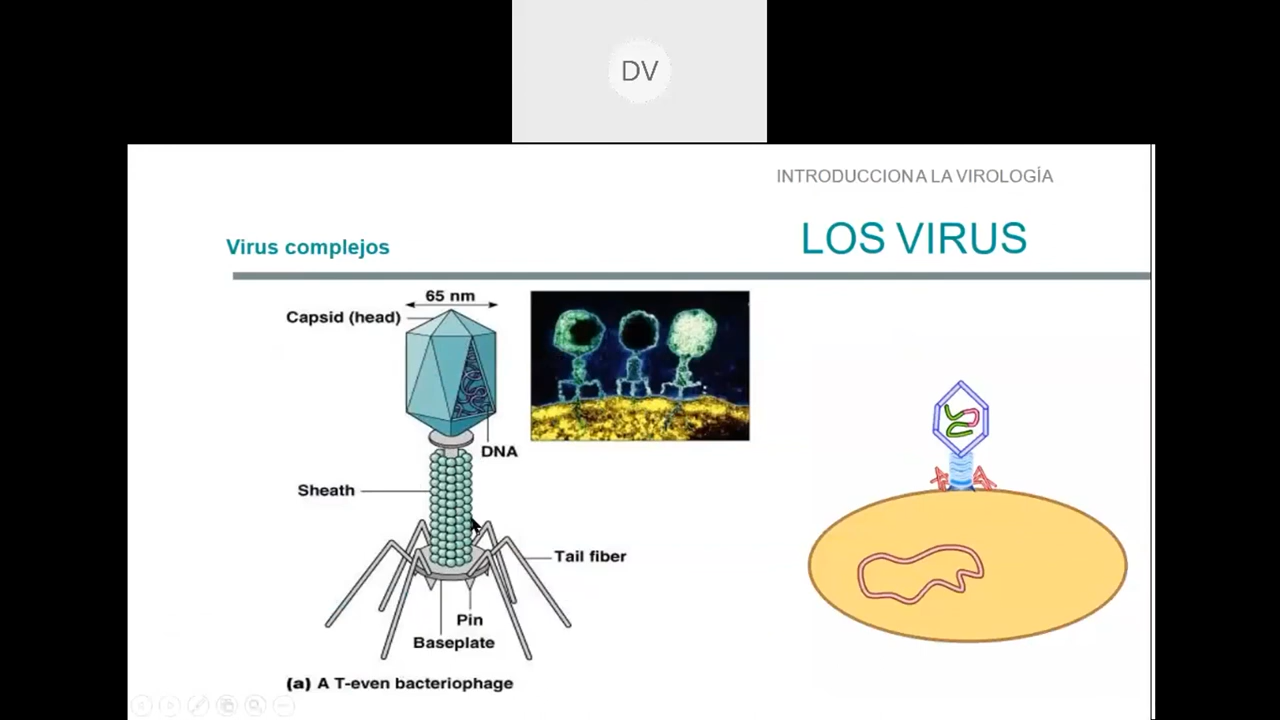 DV
INTRODUCCION A LA VIROLOGÍA
LOS VIRUS
Virus complejos
65 nm
Capsid (head)
DNA
Sheath
Tail fiber
Pin
Baseplate
(a) A T-even bacteriophage